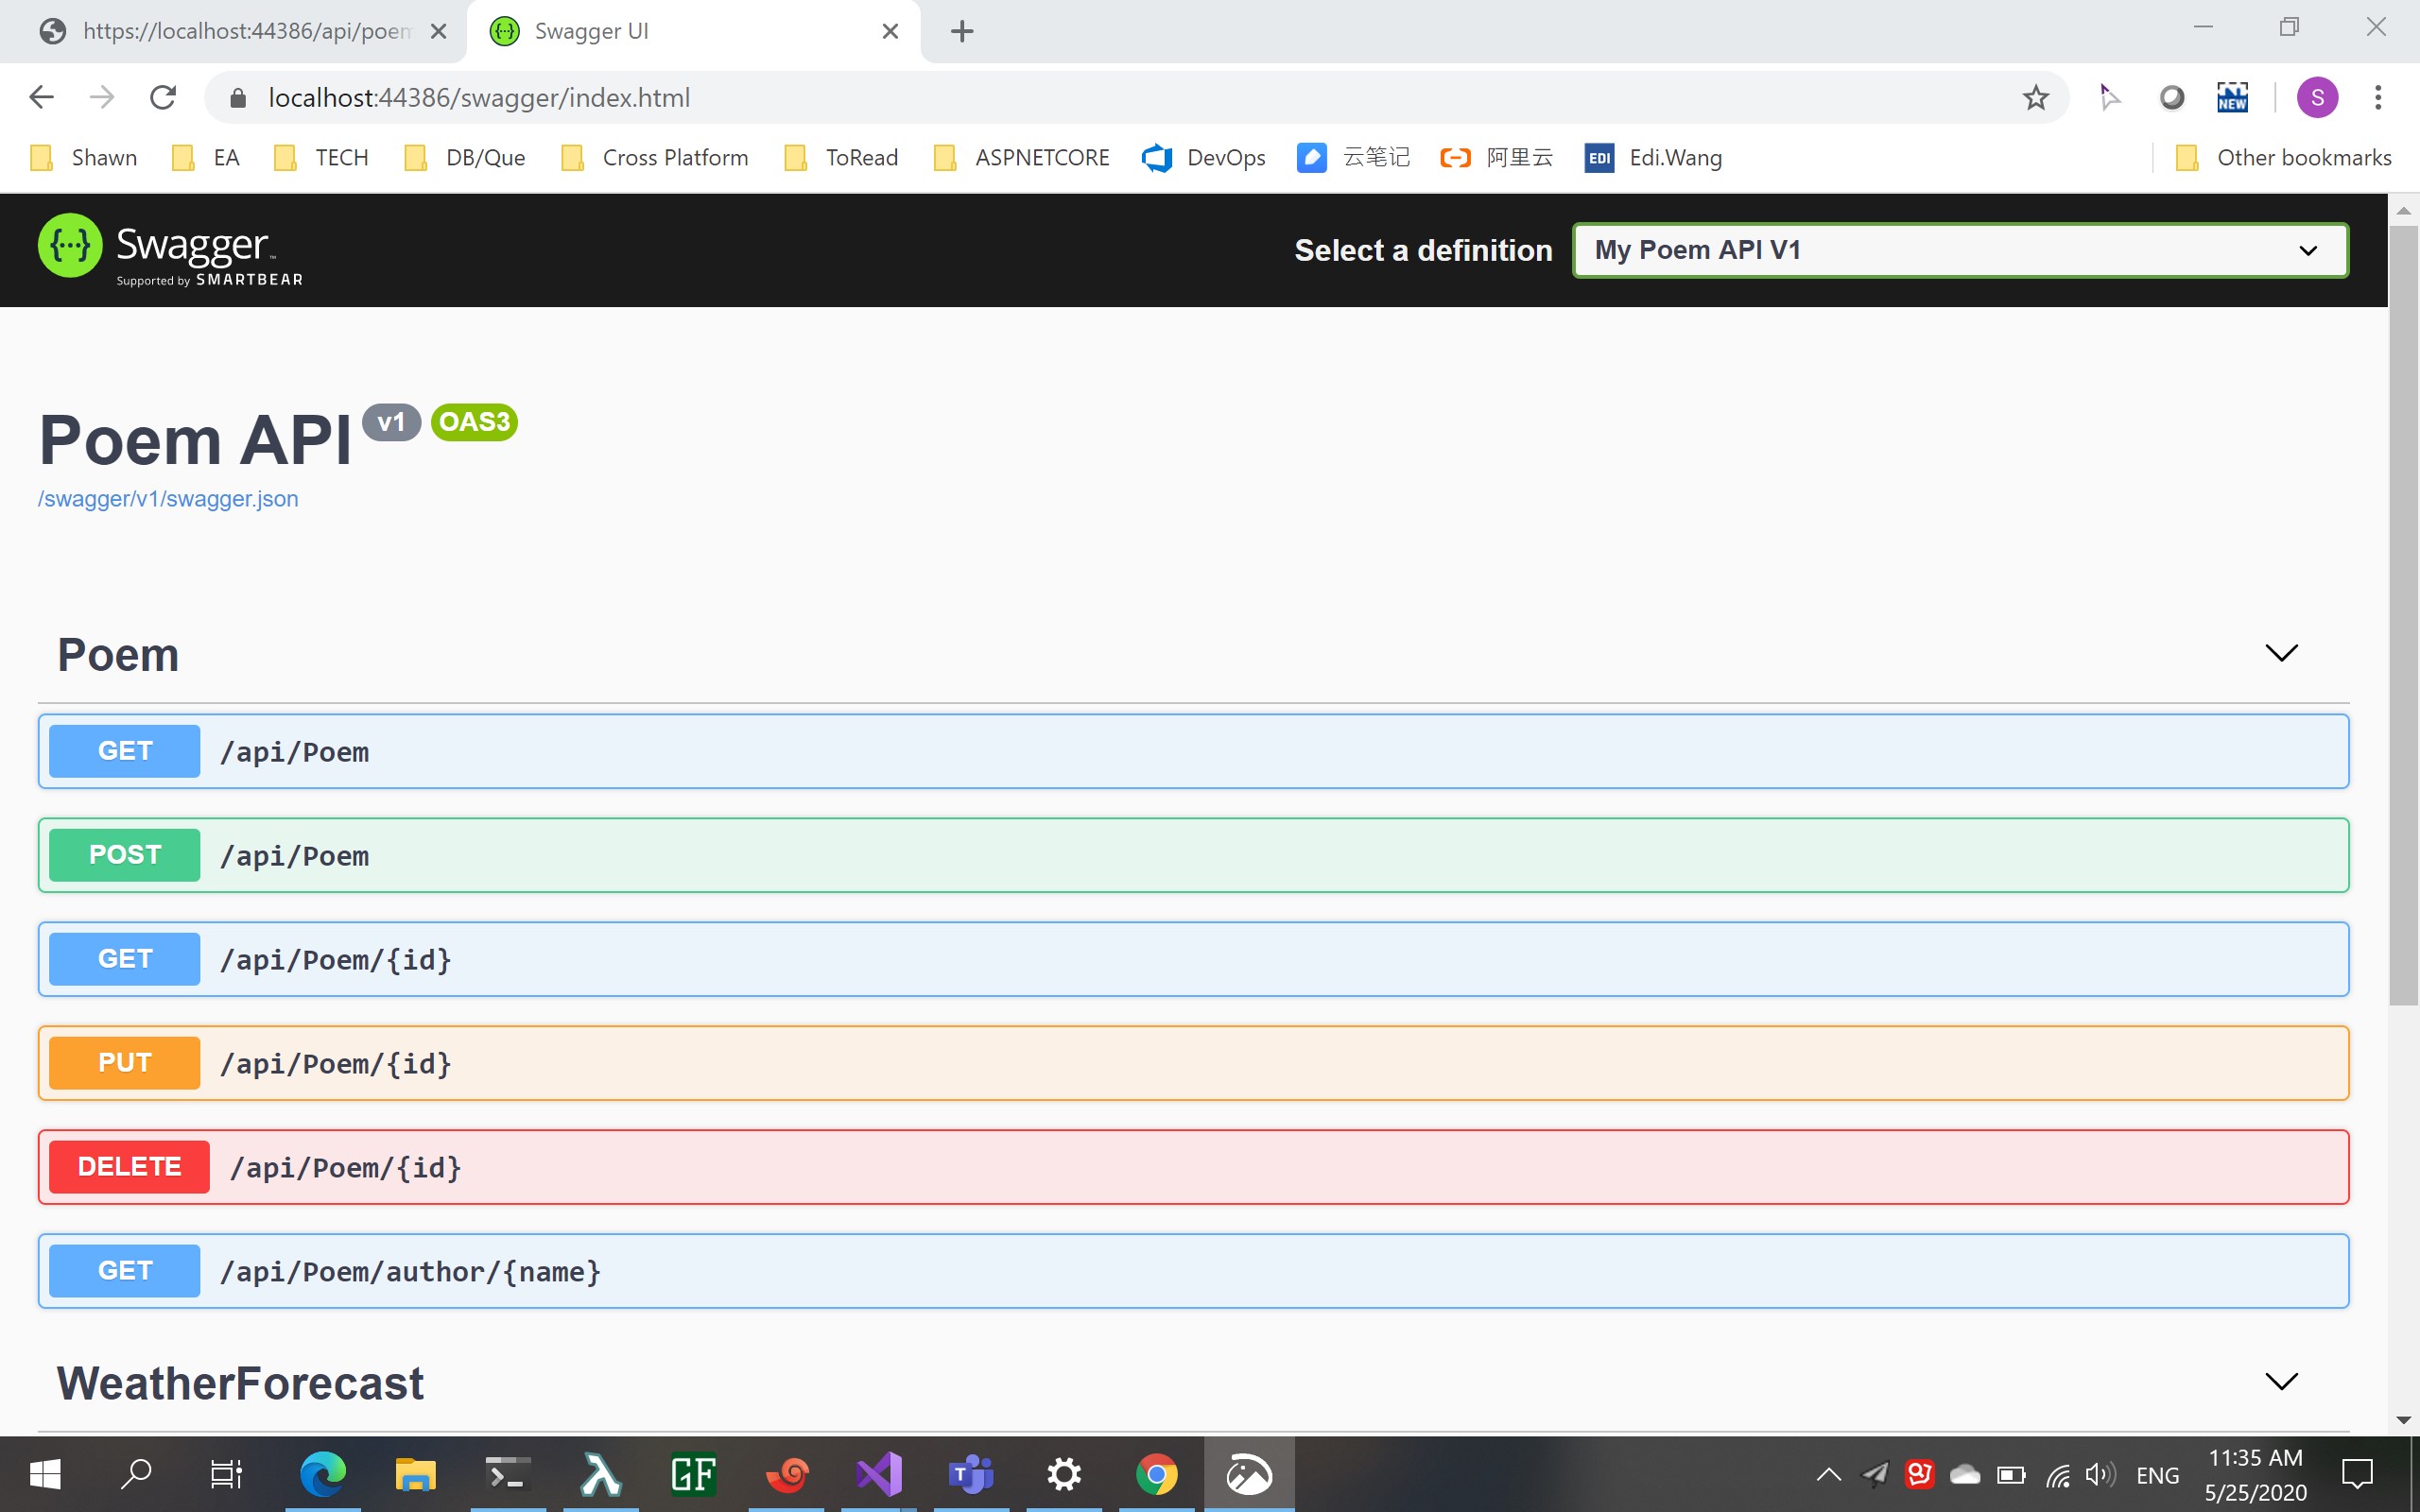 https://localhost:44386/api/poem
Swagger UI
localhost:44386/swagger/index.html
NEW
S
Shawn
EA
TECH
DB/Que
Cross Platform
ToRead
ASPNETCORE
DevOps
云笔记
阿里云
EDI
Edi.Wang
Other bookmarks
{···}
Swagger™
Supported by SMARTBEAR
Select a definition
My Poem API V1
Poem API
v1
OAS3
/swagger/v1/swagger.json
Poem
GET /api/Poem
POST /api/Poem
GET /api/Poem/{id}
PUT /api/Poem/{id}
DELETE /api/Poem/{id}
GET /api/Poem/author/{name}
WeatherForecast
GF
T
ENG
11:35 AM
5/25/2020